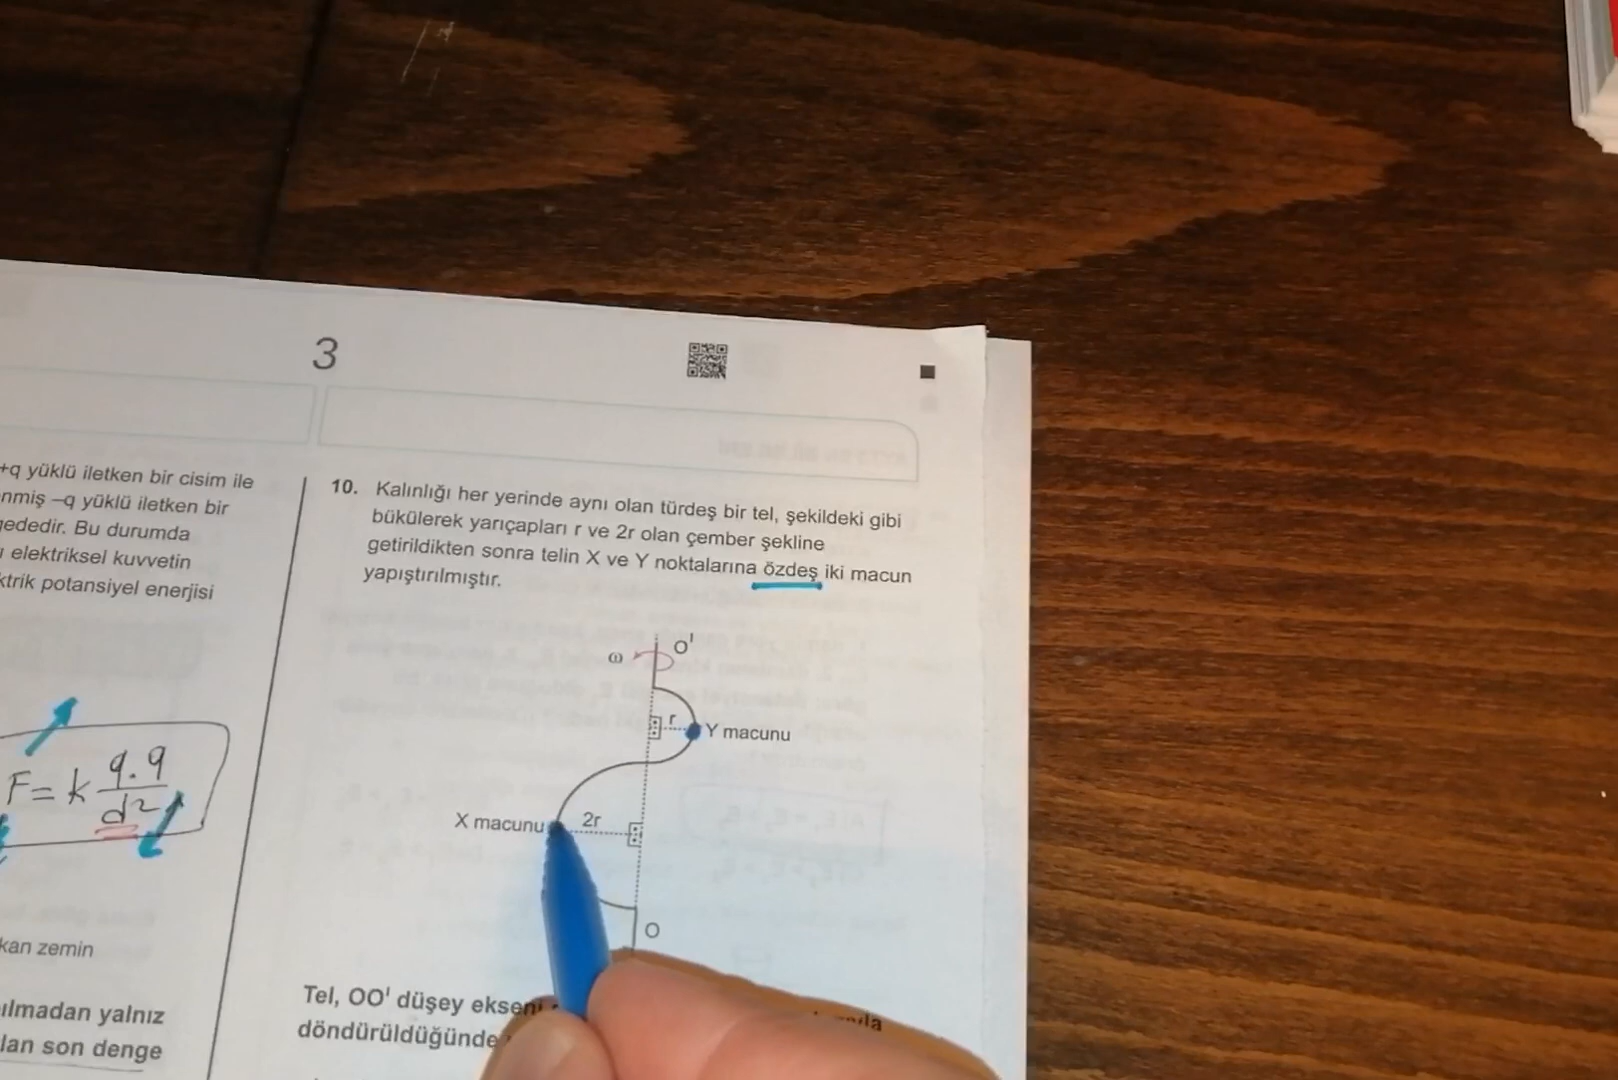 3
+q yüklü iletken bir cisim ile
nmiş –q yüklü iletken bir
gededir. Bu durumda
elektriksel kuvvetin
ktrik potansiyel enerjisi
F = k q.q / d²
kan zemin
ılmadan yalnız
lan son denge
10. Kalınlığı her yerinde aynı olan türdeş bir tel, şekildeki gibi
bükülerek yarıçapları r ve 2r olan çember şekline
getirildikten sonra telin X ve Y noktalarına özdeş iki macun
yapıştırılmıştır.
ω O'
r Y macunu
X macunu 2r
O
Tel, OO' düşey ekseni
döndürüldüğünde